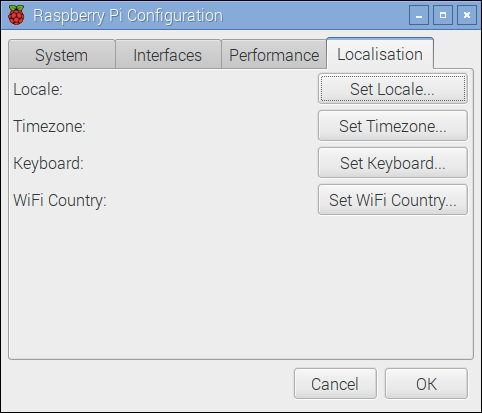 Raspberry Pi Configuration
System Interfaces Performance Localisation
Locale: Set Locale...
Timezone: Set Timezone...
Keyboard: Set Keyboard...
WiFi Country: Set WiFi Country...
Cancel OK